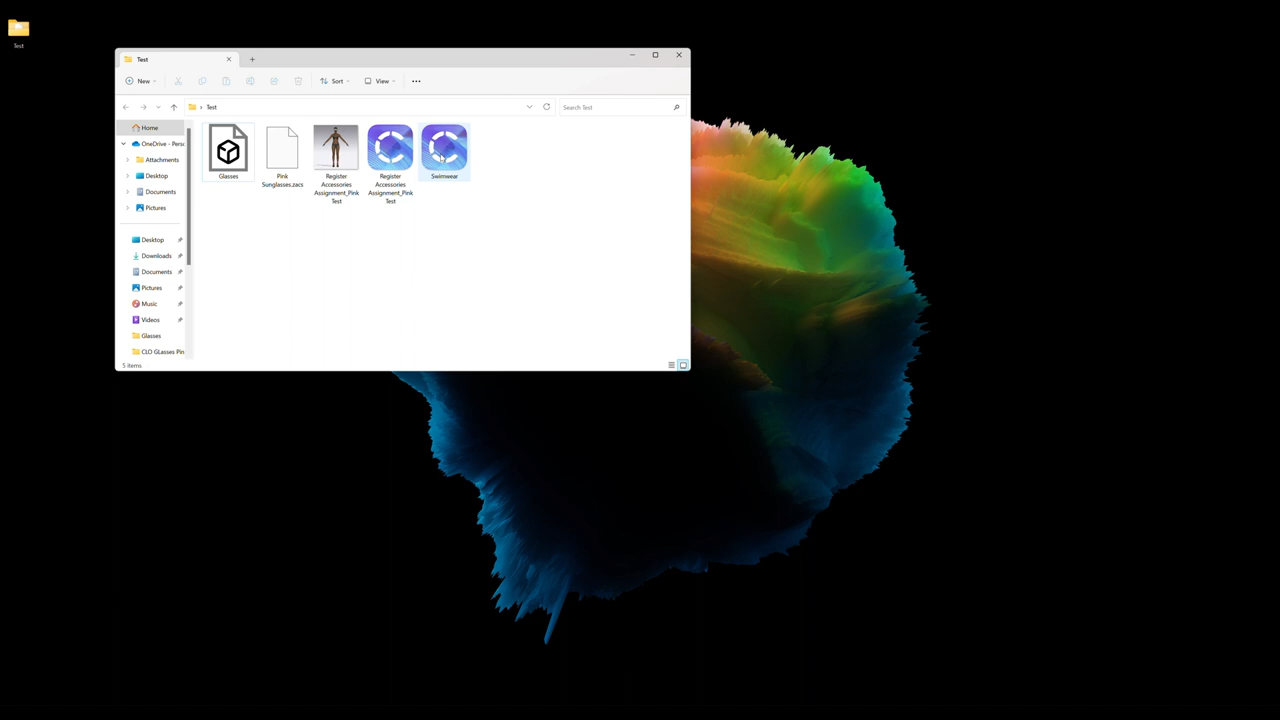 Test
Test
New
Sort
View
Test
Search Test
Home
OneDrive - Perso
Attachments
Desktop
Documents
Pictures
Desktop
Downloads
Documents
Pictures
Music
Videos
Glasses
CLO GLasses Pin
Glasses
Pink
Sunglasses.zacs
Register
Accessories
Assignment_Pink
Test
Register
Accessories
Assignment_Pink
Test
Swimwear
5 items